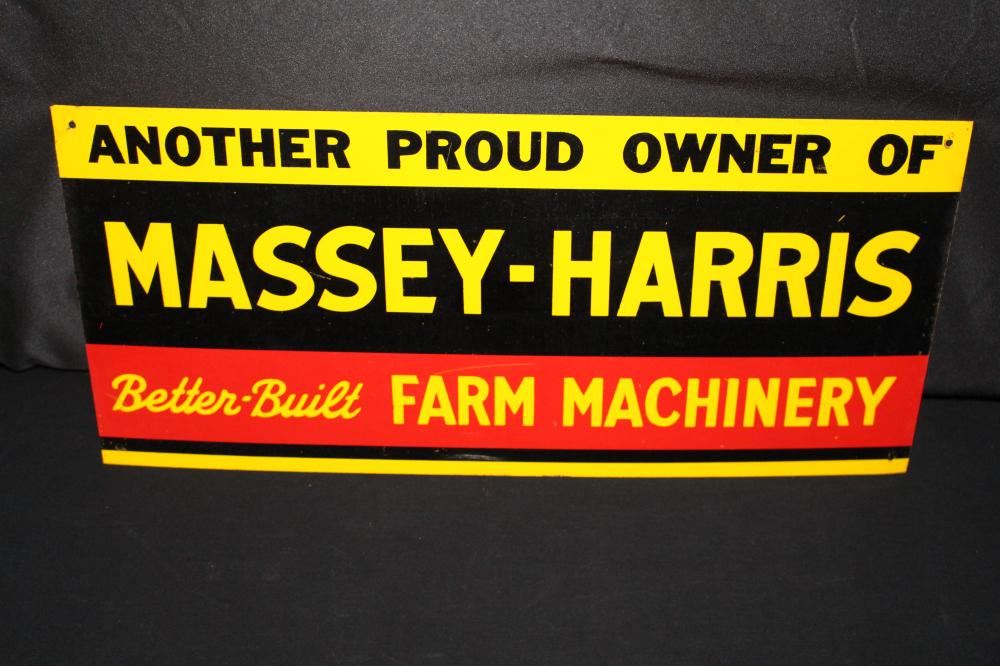 ANOTHER PROUD OWNER OF
MASSEY-HARRIS
Better-Built FARM MACHINERY